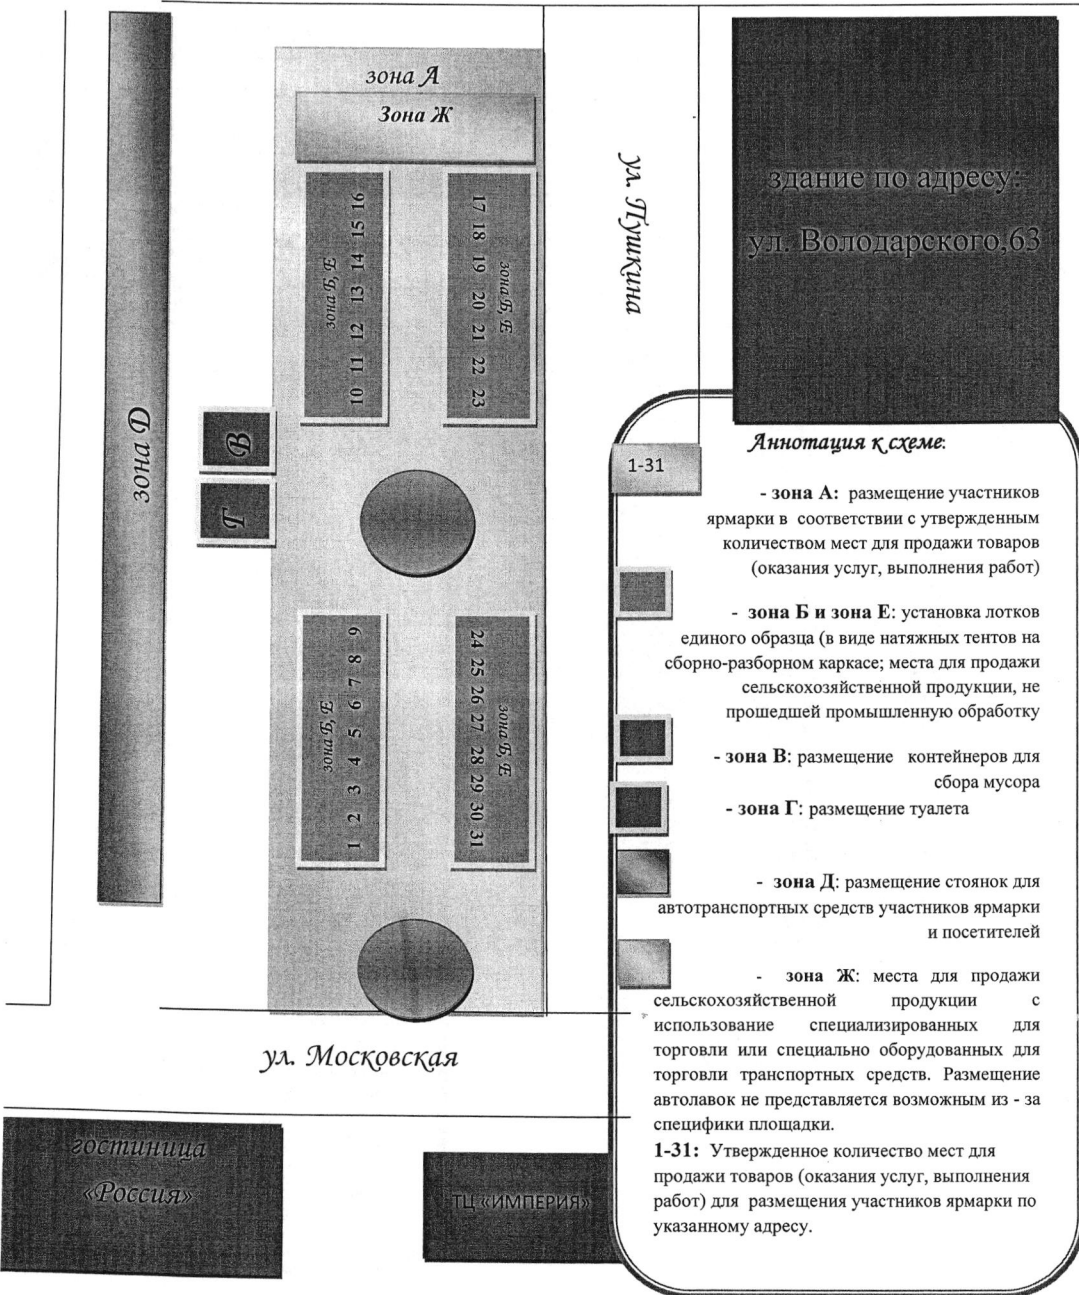 зона А
Зона Ж
зона Б, Е
10 11 12 13 14 15 16
17 18 19 20 21 22 23
зона Б, Е
ул. Пушкина
здание по адресу:
ул. Володарского,63
зона D
В
Г
зона Б, Е
1 2 3 4 5 6 7 8 9
24 25 26 27 28 29 30 31
зона Б, Е
ул. Московская
гостиница
«Россия»
ТЦ «ИМПЕРИЯ»
Аннотация к схеме:
1-31
- зона А: размещение участников
ярмарки в соответствии с утвержденным
количеством мест для продажи товаров
(оказания услуг, выполнения работ)
- зона Б и зона Е: установка лотков
единого образца (в виде натяжных тентов на
сборно-разборном каркасе; места для продажи
сельскохозяйственной продукции, не
прошедшей промышленную обработку
- зона В: размещение контейнеров для
сбора мусора
- зона Г: размещение туалета
- зона Д: размещение стоянок для
автотранспортных средств участников ярмарки
и посетителей
- зона Ж: места для продажи
сельскохозяйственной продукции с
использование специализированных для
торговли или специально оборудованных для
торговли транспортных средств. Размещение
автолавок не представляется возможным из - за
специфики площадки.
1-31: Утвержденное количество мест для
продажи товаров (оказания услуг, выполнения
работ) для размещения участников ярмарки по
указанному адресу.